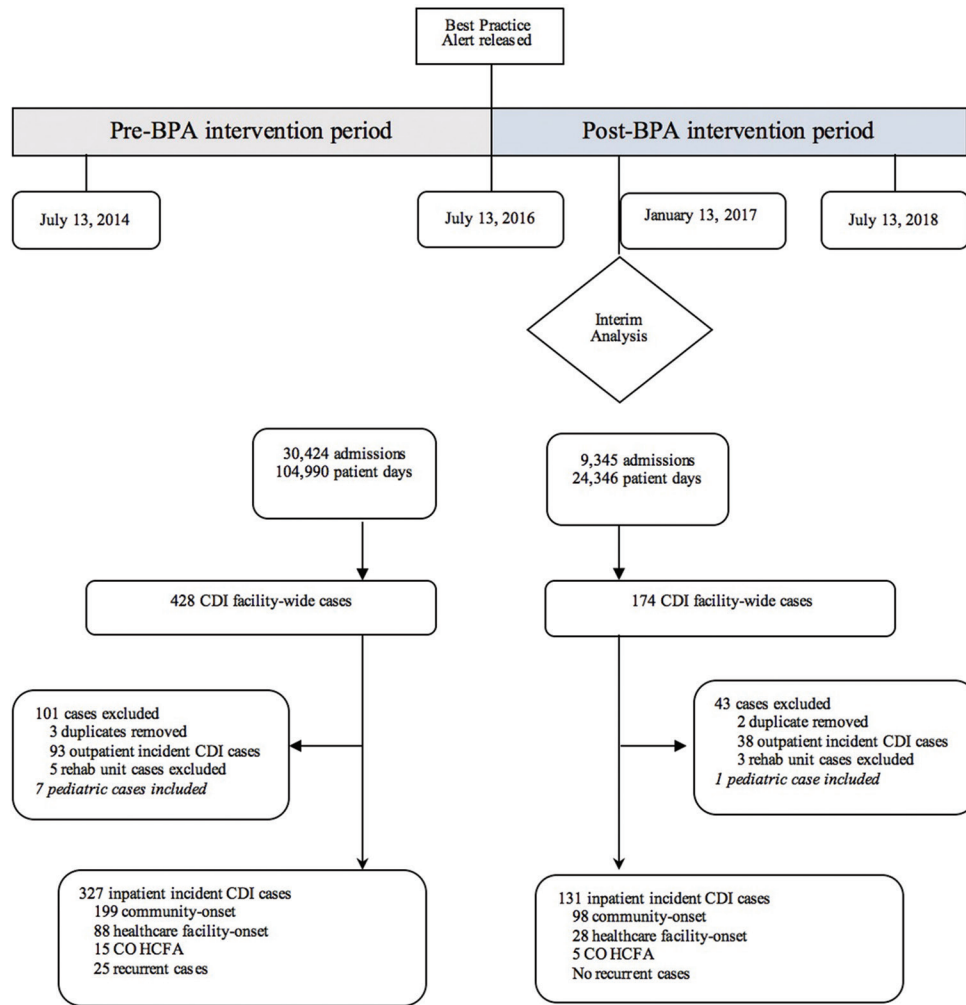 Best Practice
Alert released
Pre-BPA intervention period
Post-BPA intervention period
July 13, 2014
July 13, 2016
January 13, 2017
July 13, 2018
Interim
Analysis
30,424 admissions
104,990 patient days
9,345 admissions
24,346 patient days
428 CDI facility-wide cases
174 CDI facility-wide cases
101 cases excluded
3 duplicates removed
93 outpatient incident CDI cases
5 rehab unit cases excluded
7 pediatric cases included
43 cases excluded
2 duplicate removed
38 outpatient incident CDI cases
3 rehab unit cases excluded
1 pediatric case included
327 inpatient incident CDI cases
199 community-onset
88 healthcare facility-onset
15 CO HCFA
25 recurrent cases
131 inpatient incident CDI cases
98 community-onset
28 healthcare facility-onset
5 CO HCFA
No recurrent cases